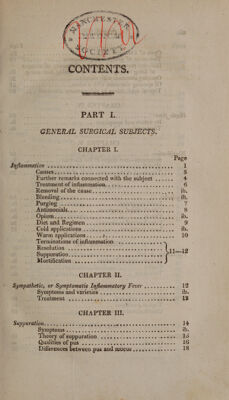 MANCHESTER
SOCIETY
CONTENTS.
PART I.
GENERAL SURGICAL SUBJECTS.
CHAPTER I.
Page
Inflammation ........ 1
Causes ........ 3
Further remarks connected with the subject .... 4
Treatment of inflammation ........ 6
Removal of the cause ........ ib.
Bleeding ........ ib.
Purging ........ 7
Antimonials ........ 8
Opium ........ ib.
Diet and Regimen ........ 9
Cold applications ........ ib.
Warm applications ........ 10
Terminations of inflammation ........
Resolution ........
Suppuration ........ 11—12
Mortification ........
CHAPTER II.
Sympathetic, or Symptomatic Inflammatory Fever ........ 12
Symptoms and varieties ........ ib.
Treatment ........ 13
CHAPTER III.
Suppuration ........ 14
Symptoms ........ ib.
Theory of suppuration ........ 15
Qualities of pus ........ 16
Differences between pus and mucus ........ 18